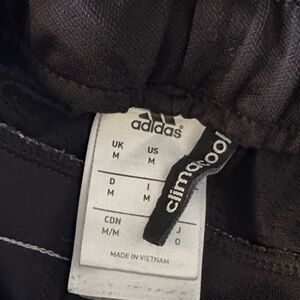 adidas
UK US
M M
D I
M M
CDN J
M/M O
MADE IN VIETNAM
climacool